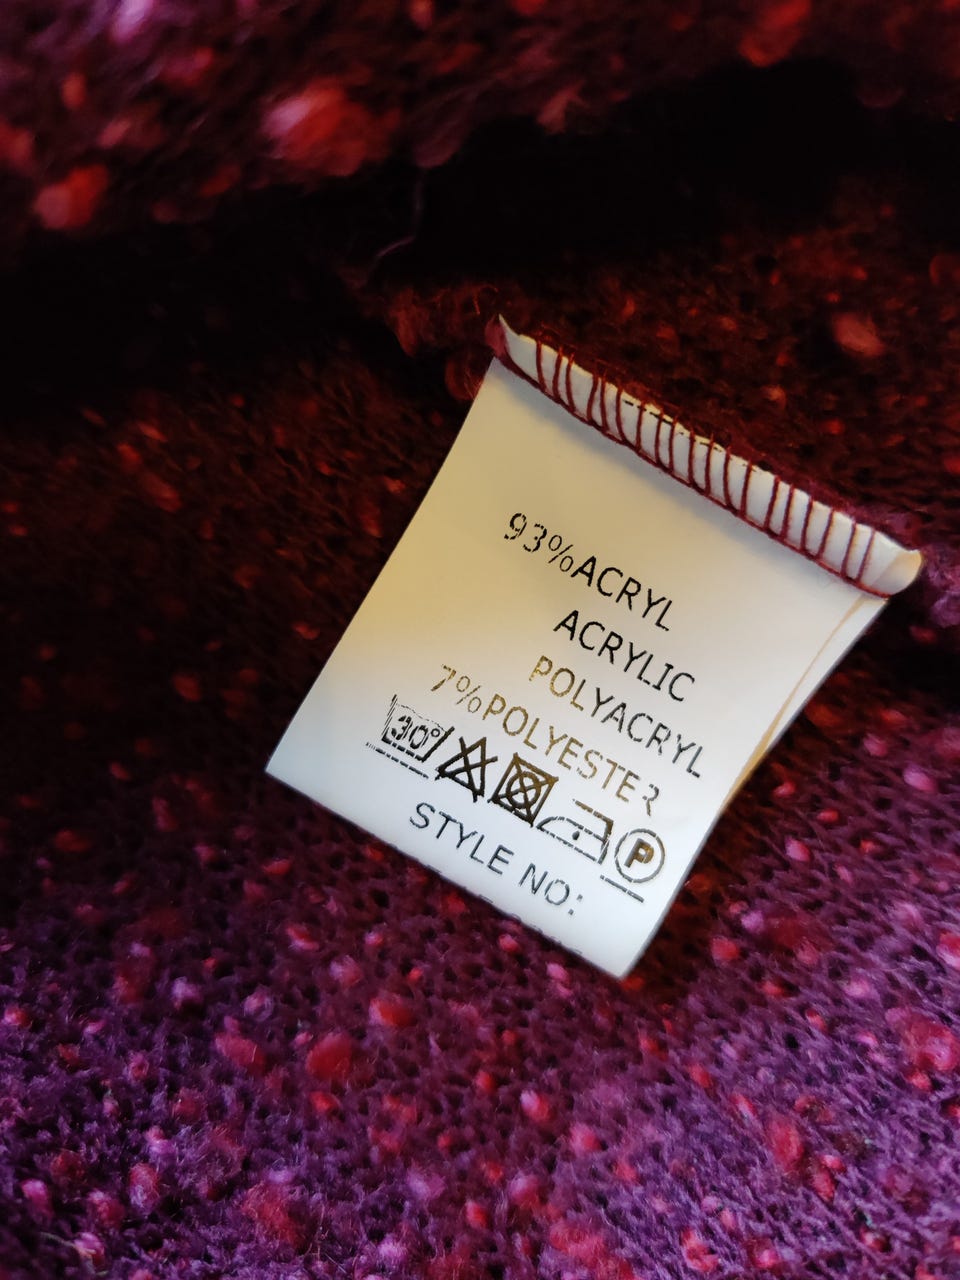 93%ACRYL
ACRYLIC
POLYACRYL
7%POLYESTER
30°
P
STYLE NO: